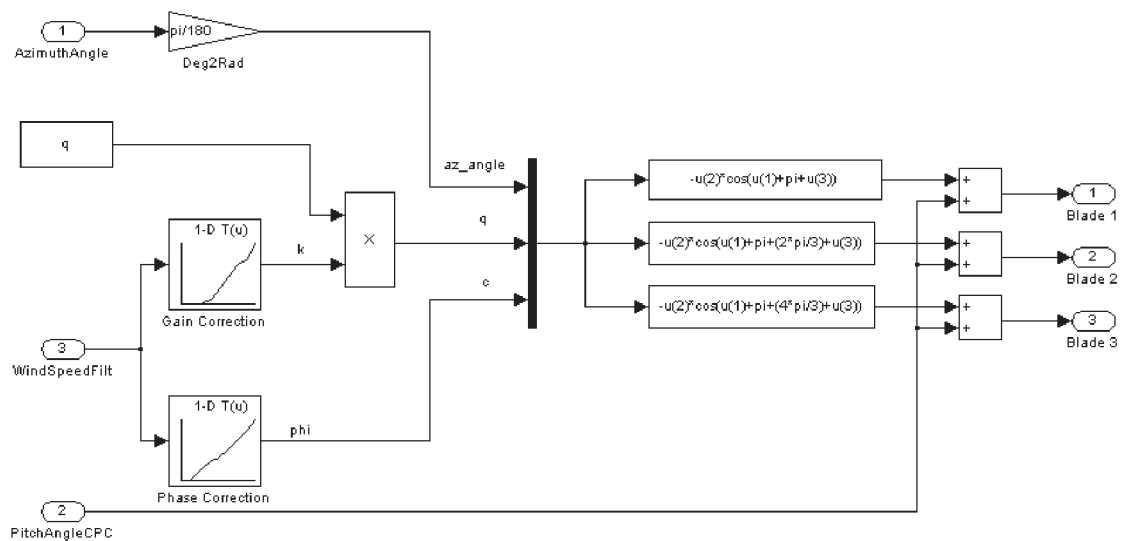 1
AzimuthAngle
pi/180
Deg2Rad
q
az_angle
q
c
1-D T(u)
Gain Correction
k
×
3
WindSpeedFilt
1-D T(u)
Phase Correction
phi
2
PitchAngleCPC
-u(2)*cos(u(1)+pi+u(3))
-u(2)*cos(u(1)+pi+(2*pi/3)+u(3))
-u(2)*cos(u(1)+pi+(4*pi/3)+u(3))
+
+
+
+
+
+
1
Blade 1
2
Blade 2
3
Blade 3